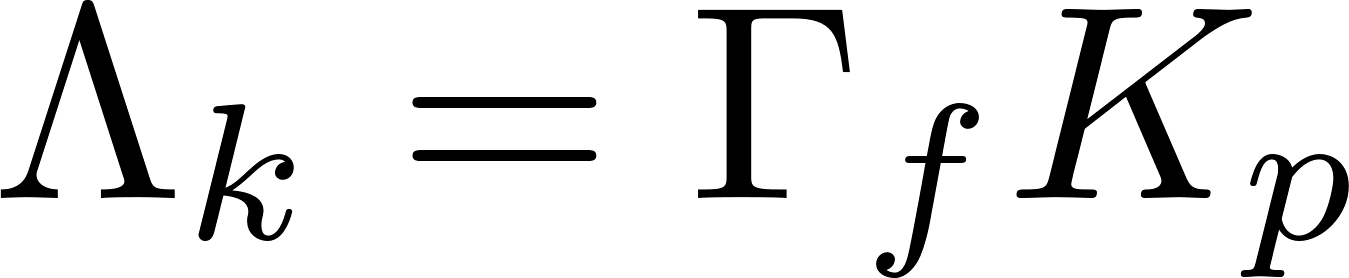 Λ_k = Γ_f K_p